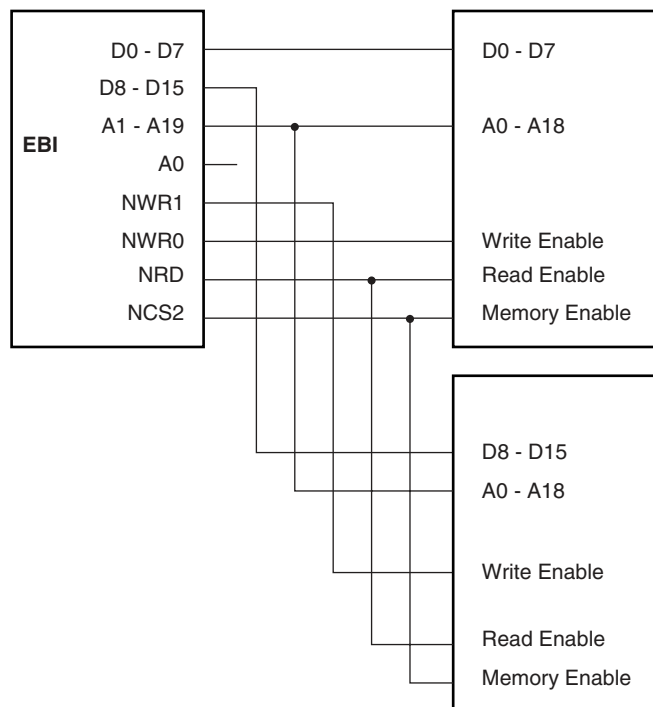 EBI
D0 - D7
D8 - D15
A1 - A19
A0
NWR1
NWR0
NRD
NCS2
D0 - D7
A0 - A18
Write Enable
Read Enable
Memory Enable
D8 - D15
A0 - A18
Write Enable
Read Enable
Memory Enable